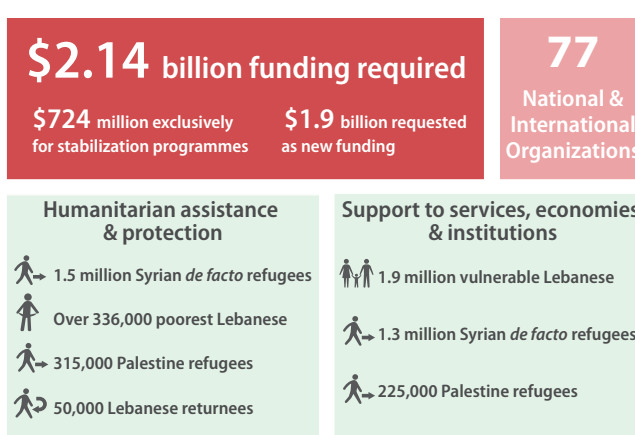 $2.14 billion funding required
$724 million exclusively
for stabilization programmes
$1.9 billion requested
as new funding
77
National &
International
Organizations
Humanitarian assistance
& protection
1.5 million Syrian de facto refugees
Over 336,000 poorest Lebanese
315,000 Palestine refugees
50,000 Lebanese returnees
Support to services, economies
& institutions
1.9 million vulnerable Lebanese
1.3 million Syrian de facto refugees
225,000 Palestine refugees